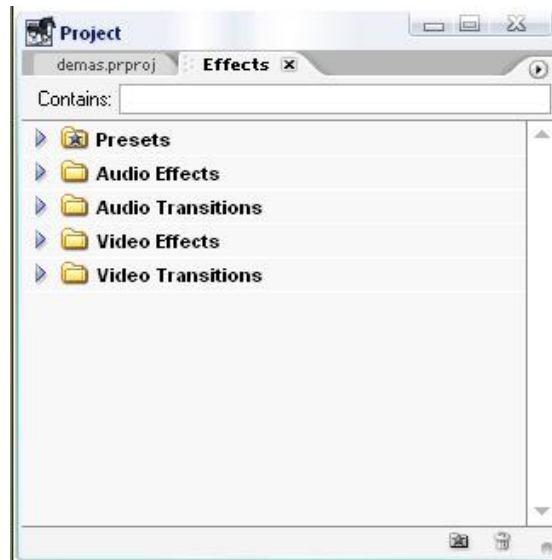 Project
demas.prproj Effects
Contains:
Presets
Audio Effects
Audio Transitions
Video Effects
Video Transitions